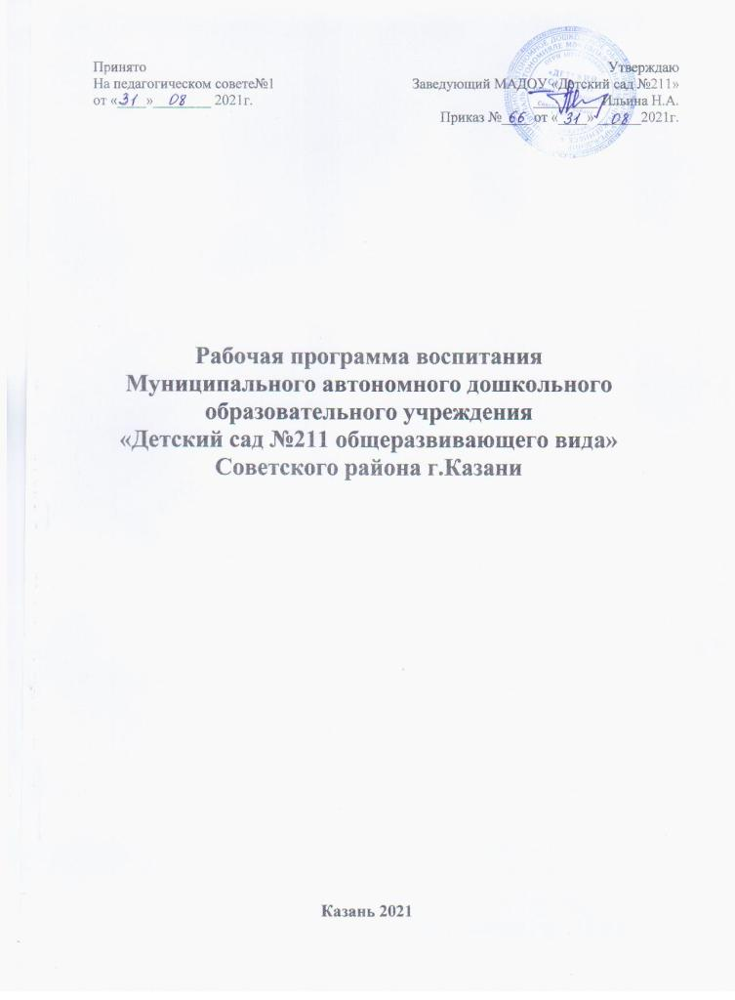 Принято
На педагогическом совете№1
от «31» 08 2021г.
Утверждаю
Заведующий МАДОУ «Детский сад №211»
Ильина Н.А.
Приказ № 66 от « 31 » 08 2021г.
Рабочая программа воспитания
Муниципального автономного дошкольного
образовательного учреждения
«Детский сад №211 общеразвивающего вида»
Советского района г.Казани
Казань 2021